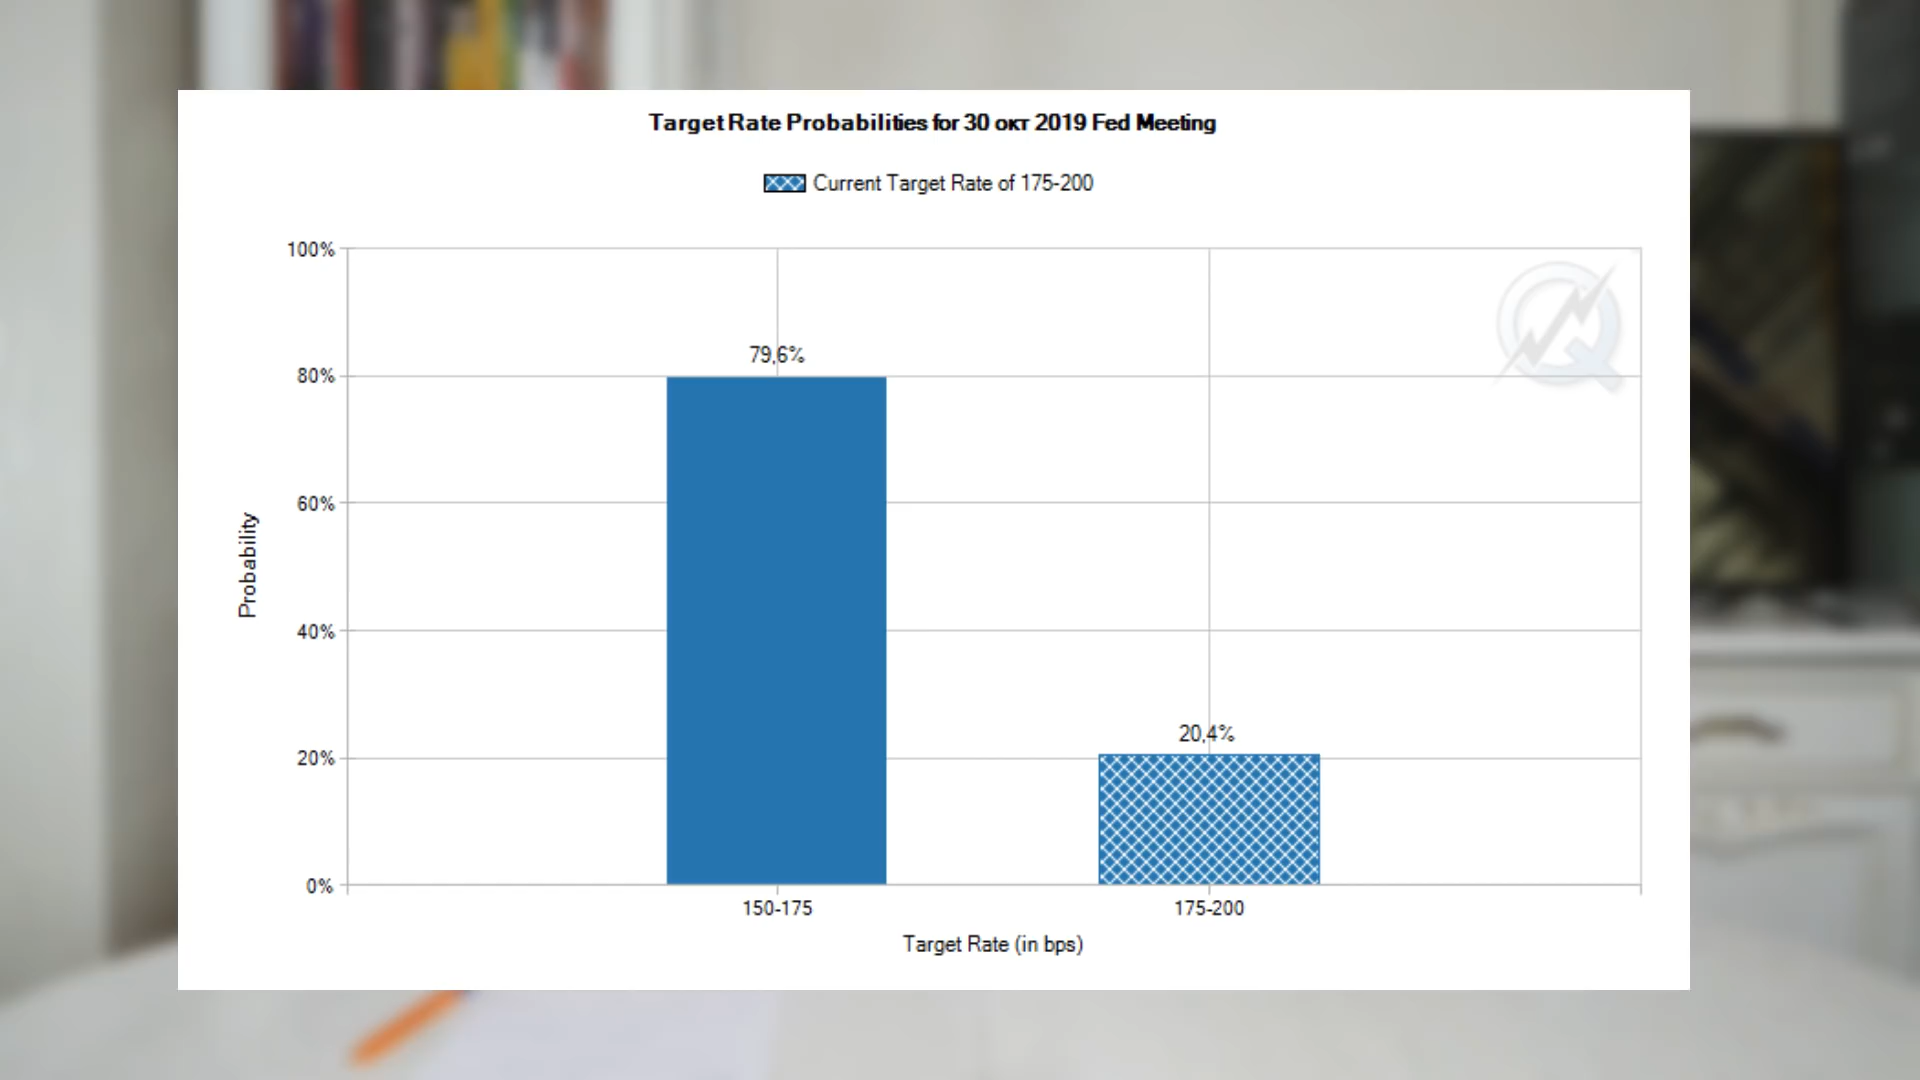 Target Rate Probabilities for 30 окт 2019 Fed Meeting
Current Target Rate of 175-200
100%
80%
60%
40%
20%
0%
Probability
79,6%
20,4%
150-175
175-200
Target Rate (in bps)